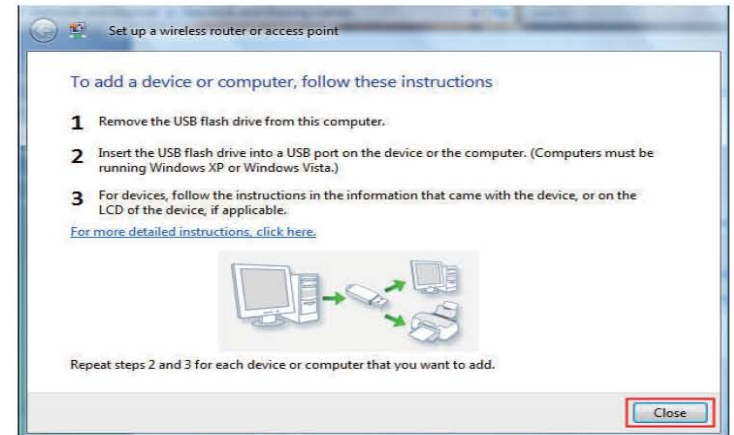 Set up a wireless router or access point
To add a device or computer, follow these instructions
1 Remove the USB flash drive from this computer.
2 Insert the USB flash drive into a USB port on the device or the computer. (Computers must be
running Windows XP or Windows Vista.)
3 For devices, follow the instructions in the information that came with the device, or on the
LCD of the device, if applicable.
For more detailed instructions, click here.
Repeat steps 2 and 3 for each device or computer that you want to add.
Close